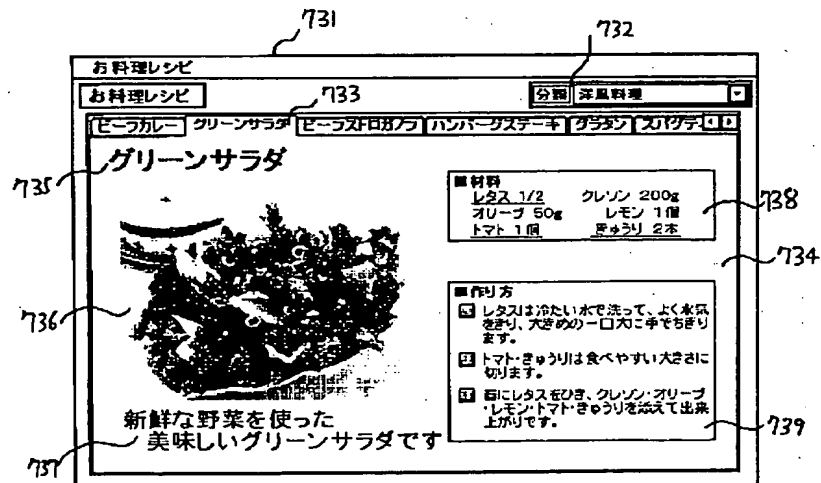 731
732
お料理レシピ
お料理レシピ
分類 洋風料理
733
ビーフカレー グリーンサラダ ビーフストロガノフ ハンバーグステーキ グラタン スパゲティ
735
グリーンサラダ
■材料
レタス 1/2 クレソン 200g
オリーブ 50g レモン 1個
トマト 1個 きゅうり 2本
738
734
736
■作り方
レタスは冷たい水で洗って、よく水気
をきり、大きめの一口大に手でちぎり
ます。
トマト・きゅうりは食べやすい大きさに
切ります。
皿にレタスをひき、クレソン・オリーブ
・レモン・トマト・きゅうりを添えて出来
上がりです。
739
新鮮な野菜を使った
美味しいグリーンサラダです
737